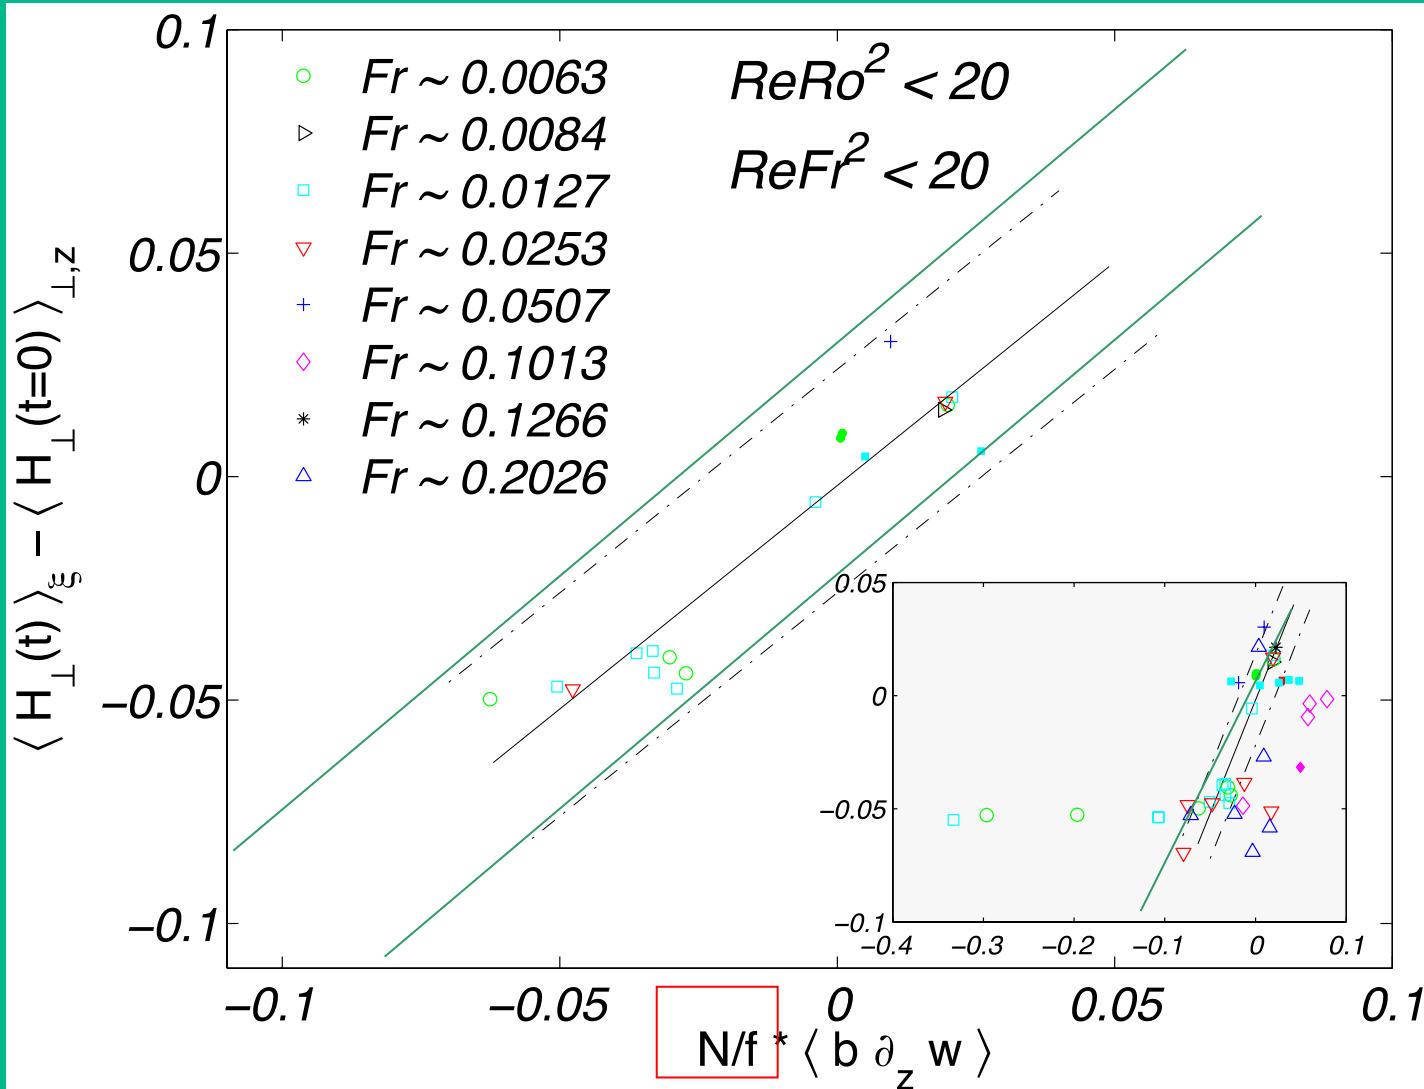 0.1
0.05
0
−0.05
−0.1
⟨ H⊥(t) ⟩ξ − ⟨ H⊥(t=0) ⟩⊥,z
Fr ~ 0.0063
Fr ~ 0.0084
Fr ~ 0.0127
Fr ~ 0.0253
Fr ~ 0.0507
Fr ~ 0.1013
Fr ~ 0.1266
Fr ~ 0.2026
ReRo² < 20
ReFr² < 20
0.05
0
−0.05
−0.1
−0.4 −0.3 −0.2 −0.1 0 0.1
−0.1 −0.05 0 0.05 0.1
N/f * ⟨ b ∂z w ⟩